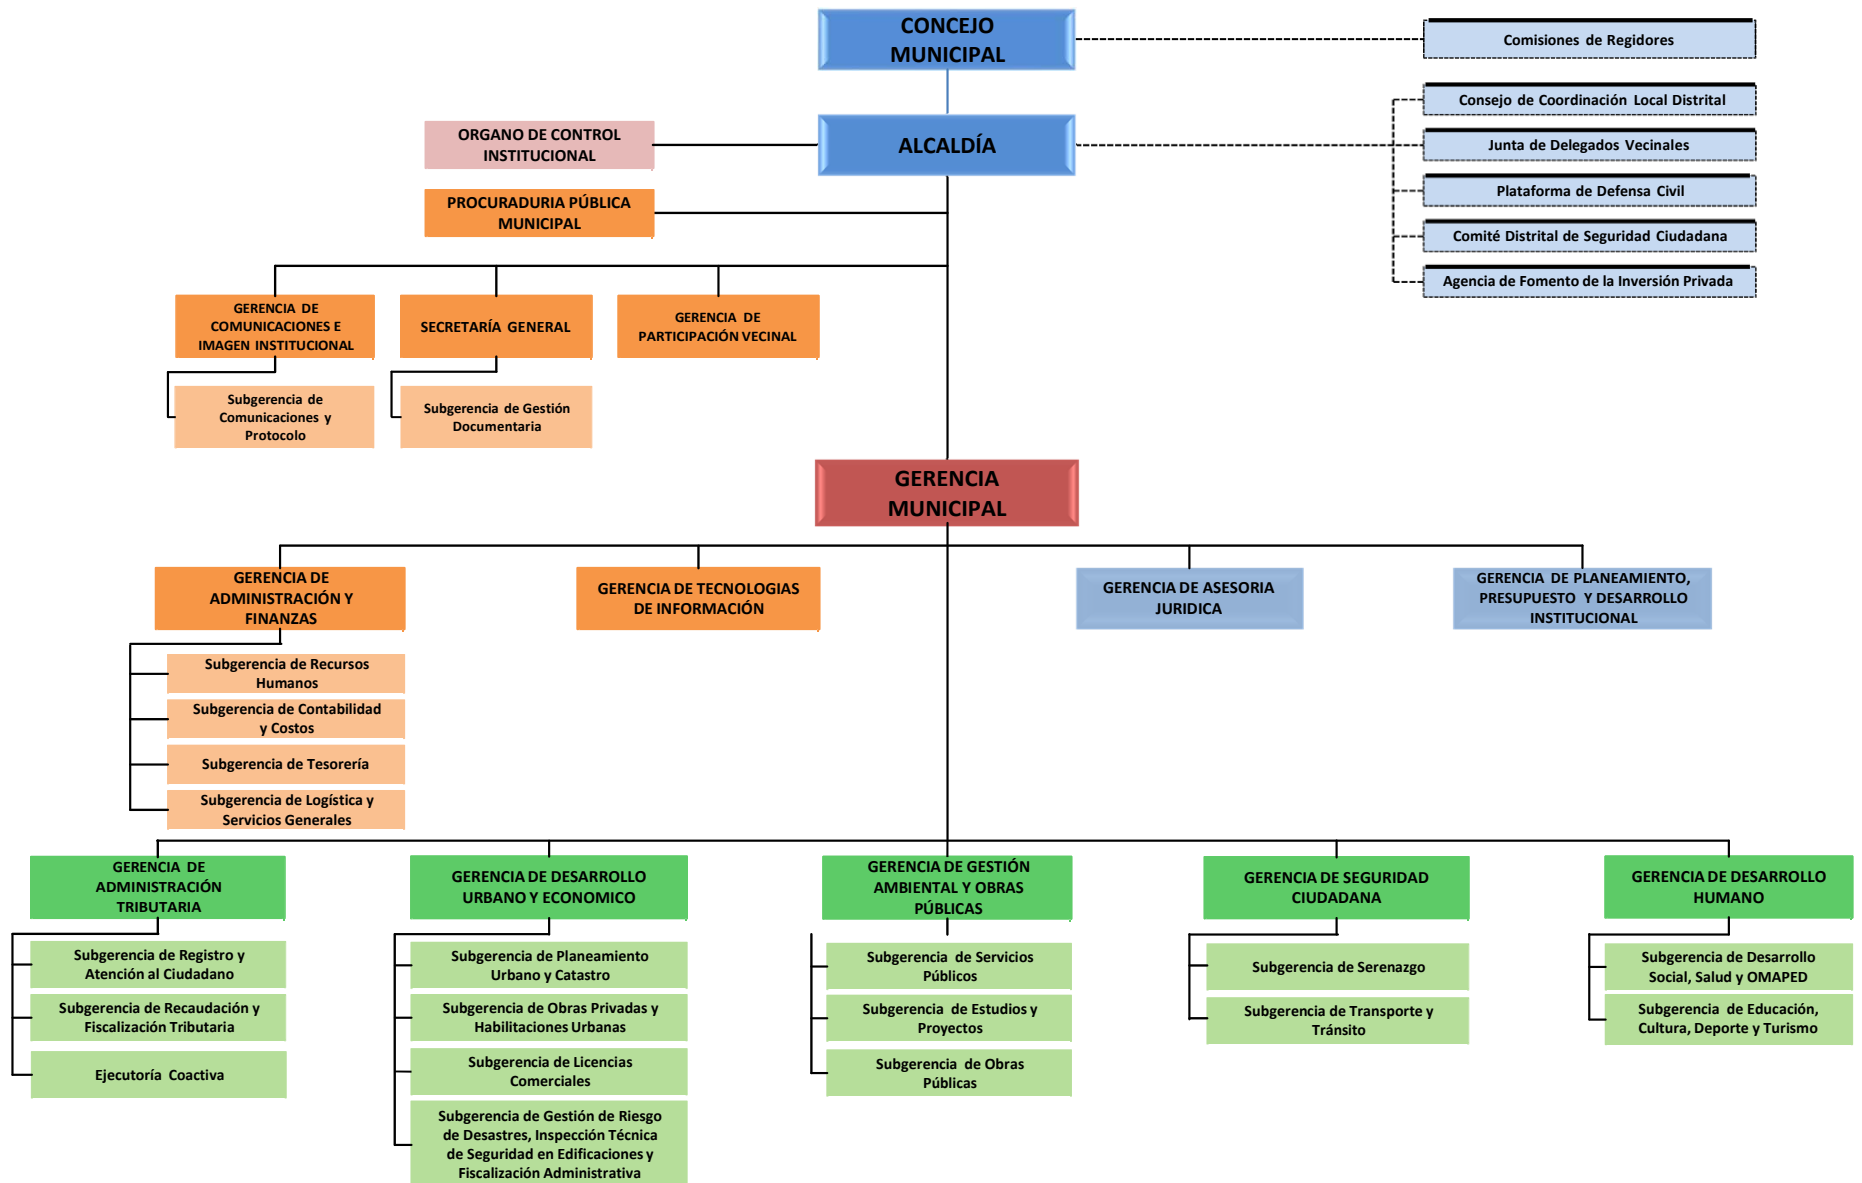 CONCEJO
MUNICIPAL
Comisiones de Regidores
Consejo de Coordinación Local Distrital
ORGANO DE CONTROL
INSTITUCIONAL
ALCALDÍA
Junta de Delegados Vecinales
Plataforma de Defensa Civil
PROCURADURIA PÚBLICA
MUNICIPAL
Comité Distrital de Seguridad Ciudadana
Agencia de Fomento de la Inversión Privada
GERENCIA DE
COMUNICACIONES E
IMAGEN INSTITUCIONAL
SECRETARÍA GENERAL
GERENCIA DE
PARTICIPACIÓN VECINAL
Subgerencia de
Comunicaciones y
Protocolo
Subgerencia de Gestión
Documentaria
GERENCIA
MUNICIPAL
GERENCIA DE
ADMINISTRACIÓN Y
FINANZAS
GERENCIA DE TECNOLOGIAS
DE INFORMACIÓN
GERENCIA DE ASESORIA
JURIDICA
GERENCIA DE PLANEAMIENTO,
PRESUPUESTO Y DESARROLLO
INSTITUCIONAL
Subgerencia de Recursos
Humanos
Subgerencia de Contabilidad
y Costos
Subgerencia de Tesorería
Subgerencia de Logística y
Servicios Generales
GERENCIA DE
ADMINISTRACIÓN
TRIBUTARIA
GERENCIA DE DESARROLLO
URBANO Y ECONOMICO
GERENCIA DE GESTIÓN
AMBIENTAL Y OBRAS
PÚBLICAS
GERENCIA DE SEGURIDAD
CIUDADANA
GERENCIA DE DESARROLLO
HUMANO
Subgerencia de Registro y
Atención al Ciudadano
Subgerencia de Recaudación y
Fiscalización Tributaria
Ejecutoría Coactiva
Subgerencia de Planeamiento
Urbano y Catastro
Subgerencia de Obras Privadas y
Habilitaciones Urbanas
Subgerencia de Licencias
Comerciales
Subgerencia de Gestión de Riesgo
de Desastres, Inspección Técnica
de Seguridad en Edificaciones y
Fiscalización Administrativa
Subgerencia de Servicios
Públicos
Subgerencia de Estudios y
Proyectos
Subgerencia de Obras
Públicas
Subgerencia de Serenazgo
Subgerencia de Transporte y
Tránsito
Subgerencia de Desarrollo
Social, Salud y OMAPED
Subgerencia de Educación,
Cultura, Deporte y Turismo